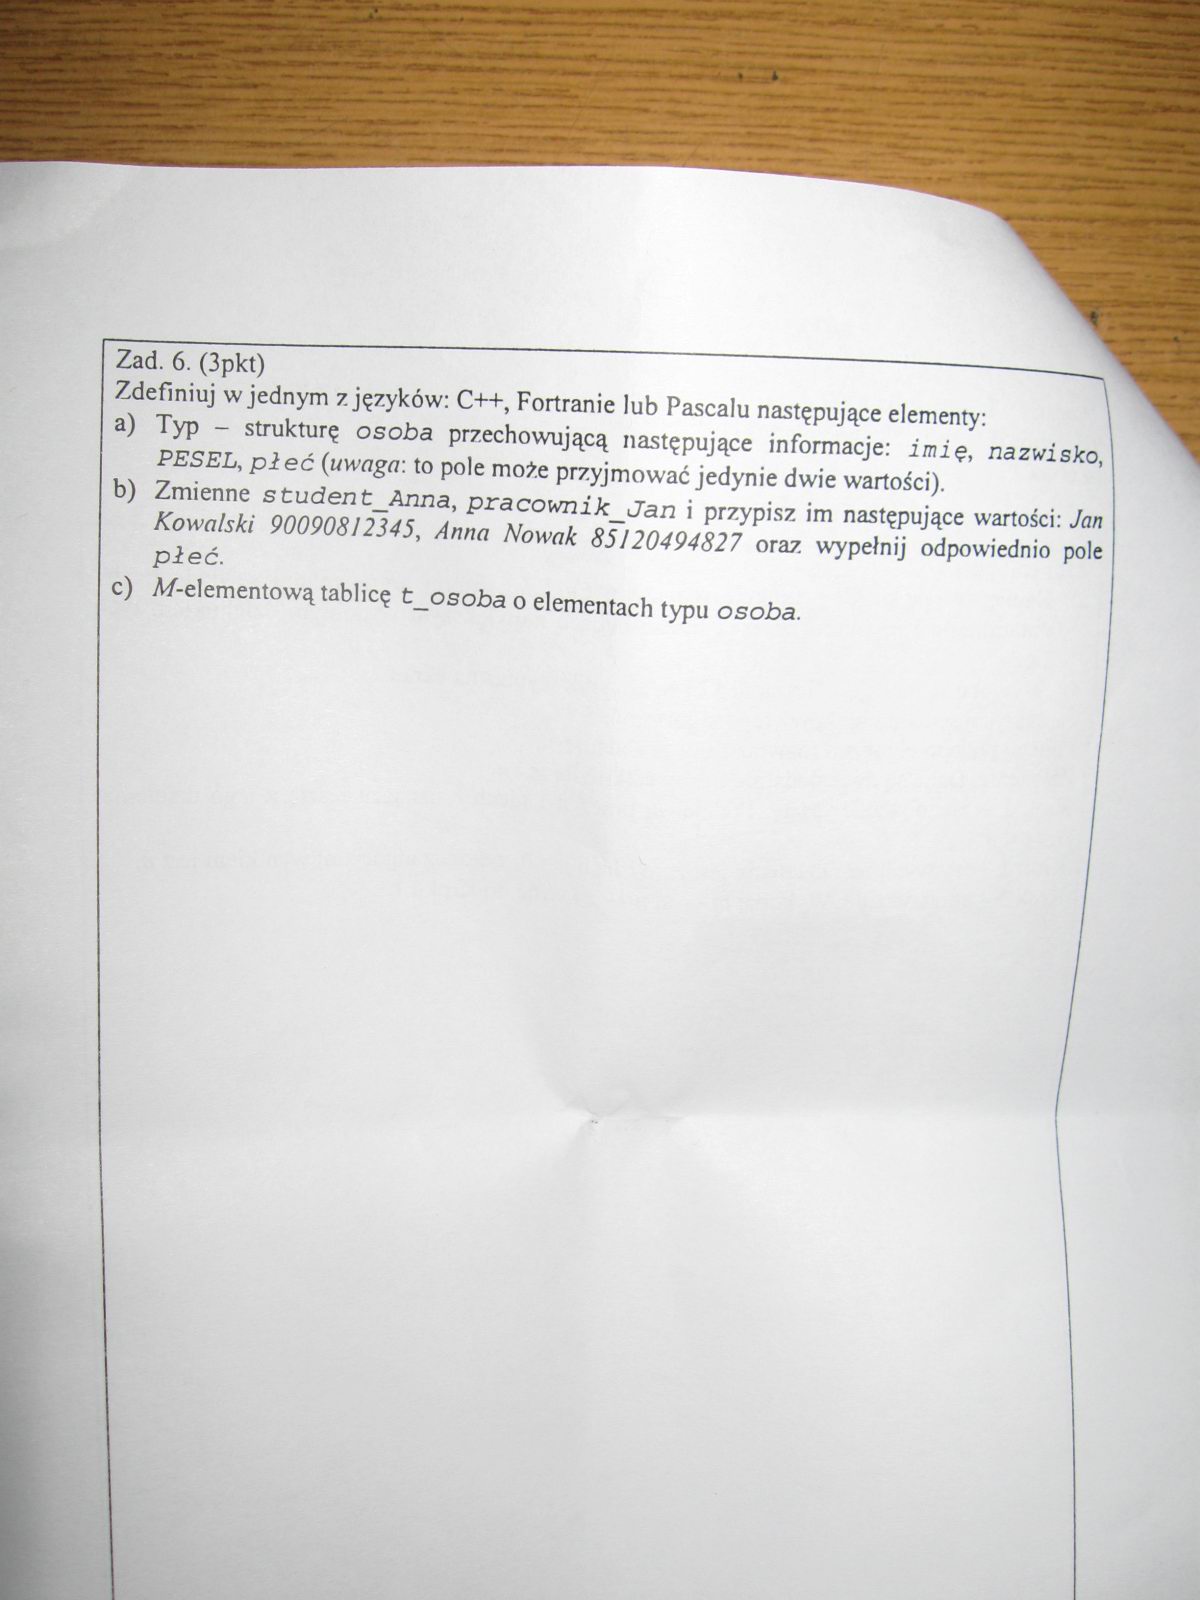 Zad. 6. (3pkt)
Zdefiniuj w jednym z języków: C++, Fortranie lub Pascalu następujące elementy:
a) Typ – strukturę osoba przechowującą następujące informacje: imię, nazwisko,
PESEL, płeć (uwaga: to pole może przyjmować jedynie dwie wartości).
b) Zmienne student_Anna, pracownik_Jan i przypisz im następujące wartości: Jan
Kowalski 90090812345, Anna Nowak 85120494827 oraz wypełnij odpowiednio pole
płeć.
c) M-elementową tablicę t_osoba o elementach typu osoba.